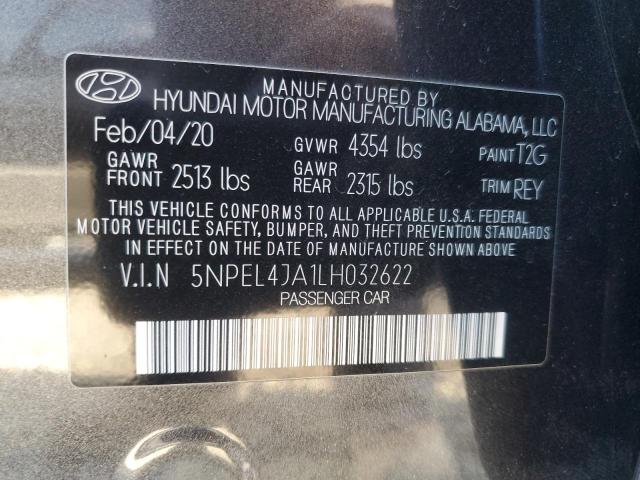 MANUFACTURED BY
HYUNDAI MOTOR MANUFACTURING ALABAMA, LLC
Feb/04/20 GVWR 4354 lbs PAINT T2G
GAWR FRONT 2513 lbs GAWR REAR 2315 lbs TRIM REY
THIS VEHICLE CONFORMS TO ALL APPLICABLE U.S.A. FEDERAL
MOTOR VEHICLE SAFETY, BUMPER, AND THEFT PREVENTION STANDARDS
IN EFFECT ON THE DATE OF MANUFACTURE SHOWN ABOVE.
V.I.N 5NPEL4JA1LH032622
PASSENGER CAR